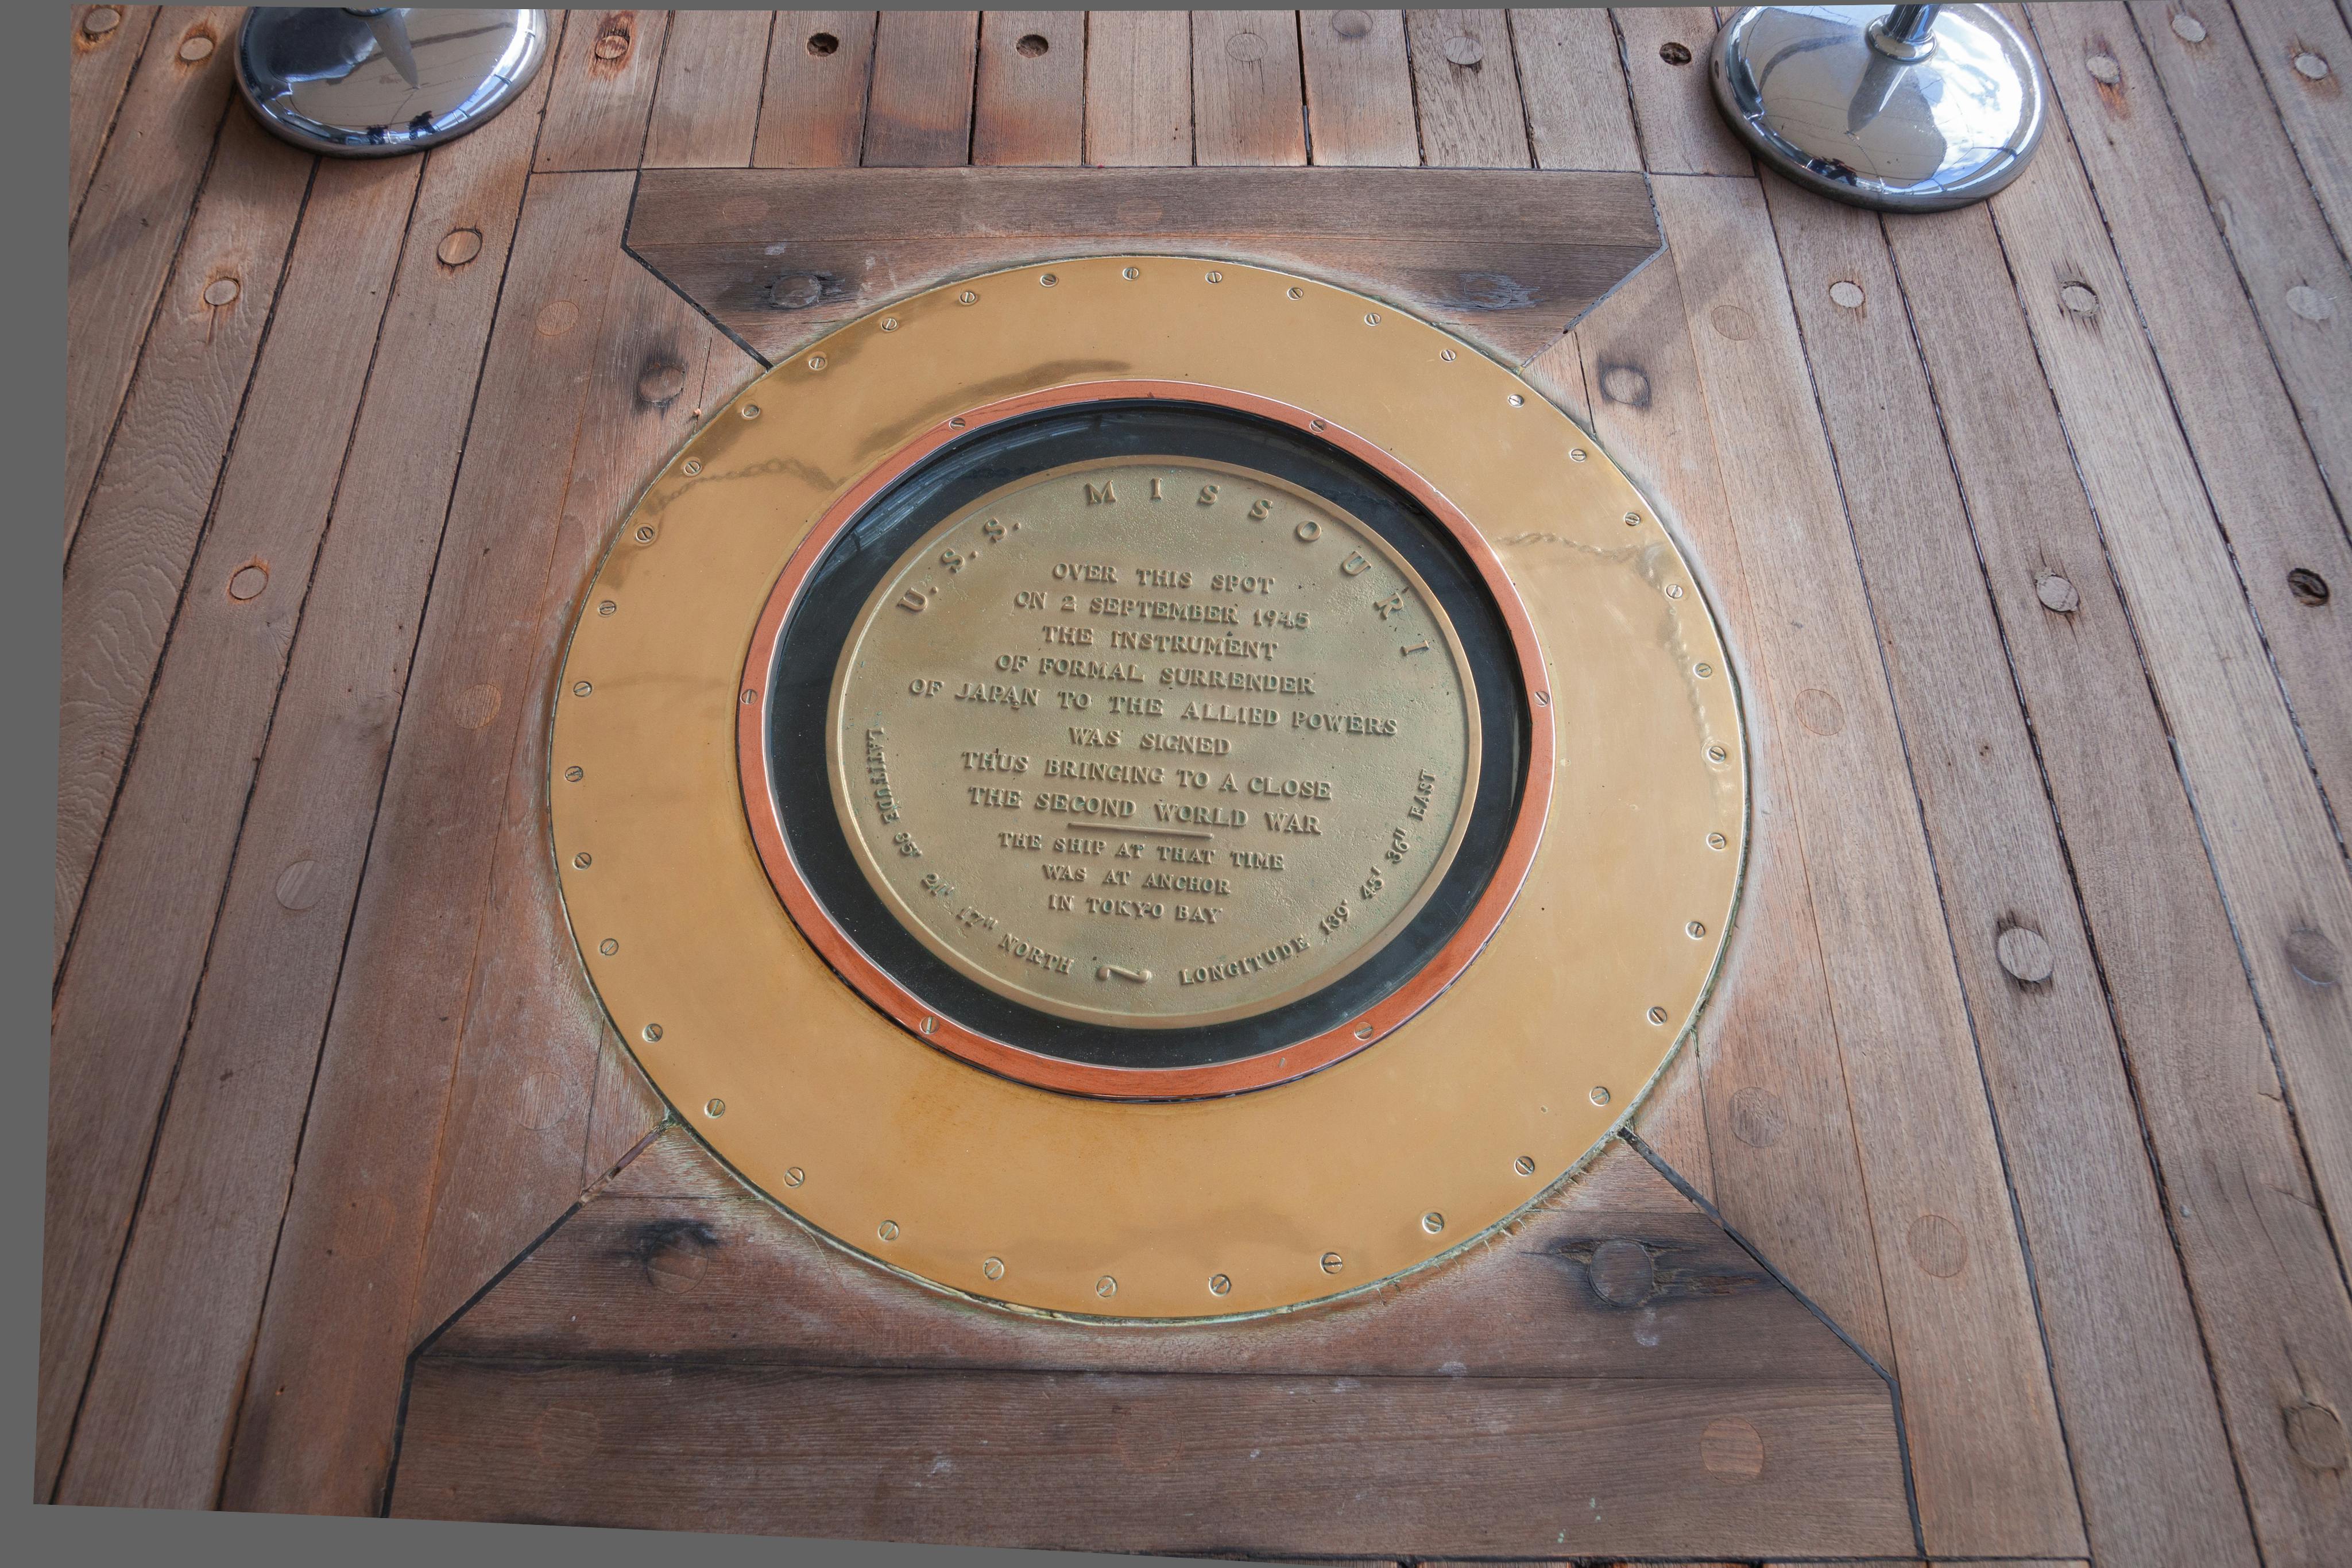 U.S.S. MISSOURI
OVER THIS SPOT
ON 2 SEPTEMBER 1945
THE INSTRUMENT
OF FORMAL SURRENDER
OF JAPAN TO THE ALLIED POWERS
WAS SIGNED
THUS BRINGING TO A CLOSE
THE SECOND WORLD WAR
THE SHIP AT THAT TIME
WAS AT ANCHOR
IN TOKYO BAY
LATITUDE 35° 21' 17" NORTH ~ LONGITUDE 139° 45' 36" EAST